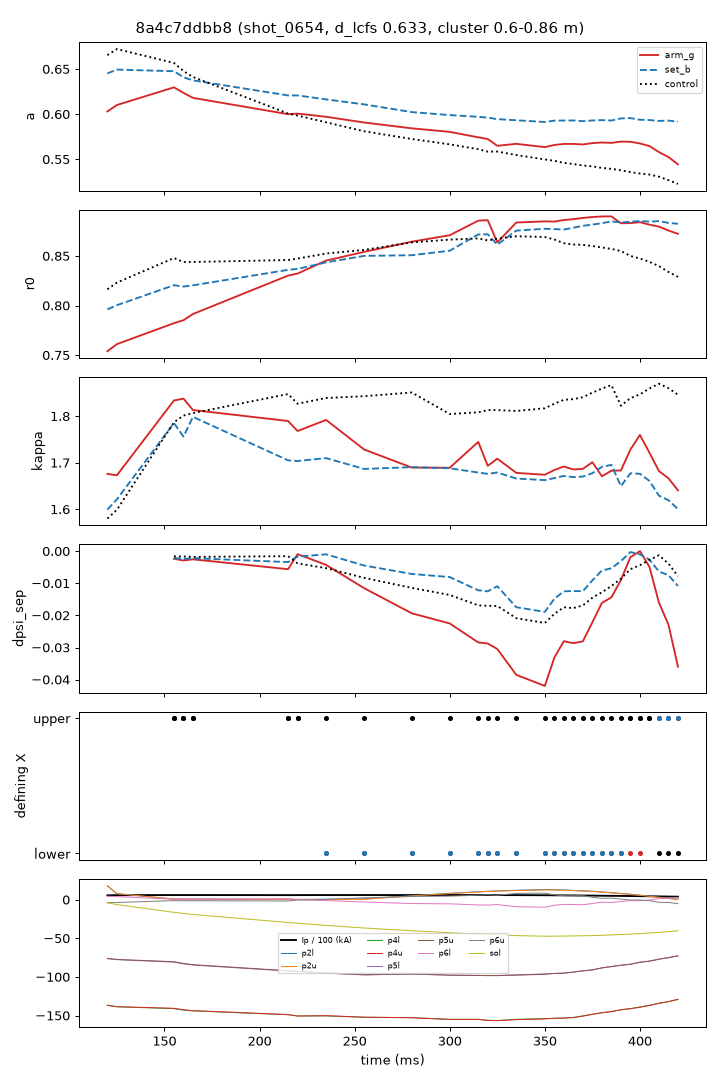 8a4c7ddbb8 (shot_0654, d_lcfs 0.633, cluster 0.6-0.86 m)
a
0.65
0.60
0.55
arm_g
set_b
control
r0
0.85
0.80
0.75
kappa
1.8
1.7
1.6
dpsi_sep
0.00
−0.01
−0.02
−0.03
−0.04
defining X
upper
lower
0
−50
−100
−150
Ip / 100 (kA)
p2l
p2u
p4l
p4u
p5l
p5u
p6l
p6u
sol
150
200
250
300
350
400
time (ms)